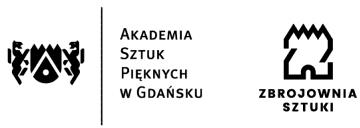 AKADEMIA
SZTUK
PIĘKNYCH
W GDAŃSKU
ZBROJOWNIA
SZTUKI